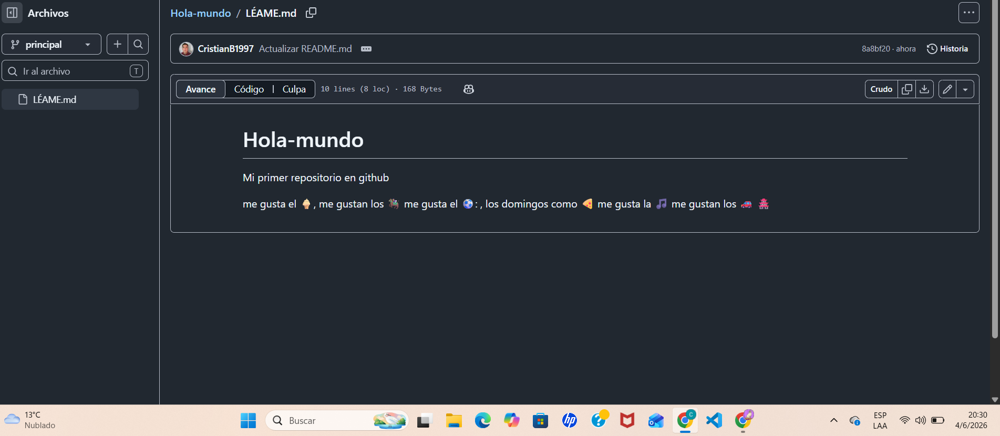 Archivos
Hola-mundo / LÉAME.md
principal
CristianB1997 Actualizar README.md
8a8bf20 · ahora
Historia
Ir al archivo T
Avance Código | Culpa 10 lines (8 loc) · 168 Bytes
Crudo
LÉAME.md
Hola-mundo
Mi primer repositorio en github
me gusta el 🍦, me gustan los 🐎 me gusta el ⚽:, los domingos como 🍕 me gusta la 🎵 me gustan los 🚗 🏯
13°C
Nublado
Buscar
hp
C
ESP
LAA
20:30
4/6/2026